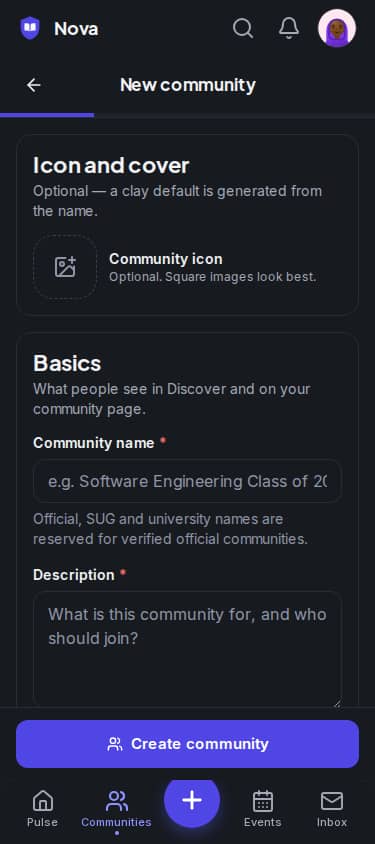 Nova
New community
Icon and cover
Optional — a clay default is generated from
the name.
Community icon
Optional. Square images look best.
Basics
What people see in Discover and on your
community page.
Community name *
e.g. Software Engineering Class of 20
Official, SUG and university names are
reserved for verified official communities.
Description *
What is this community for, and who
should join?
Create community
Pulse
Communities
Events
Inbox